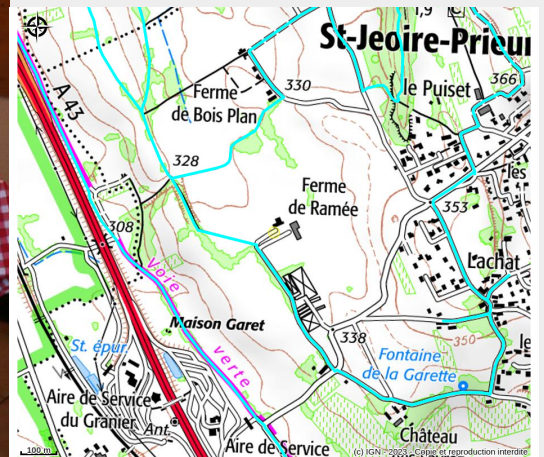 1,9
St-Jeoire-Prieur
A 43
Ferme
de Bois Plan
330
le Puiset
366
328
Ferme
de Ramée
les
353
308
Voie
verte
Lachat
Maison Garet
338
350
le
St. épur.
Fontaine
de la Garette
Aire de Service
du Granier
Ant.
Château
Aire de Service
100 m
(c) IGN - 2023 - Copie et reproduction interdite